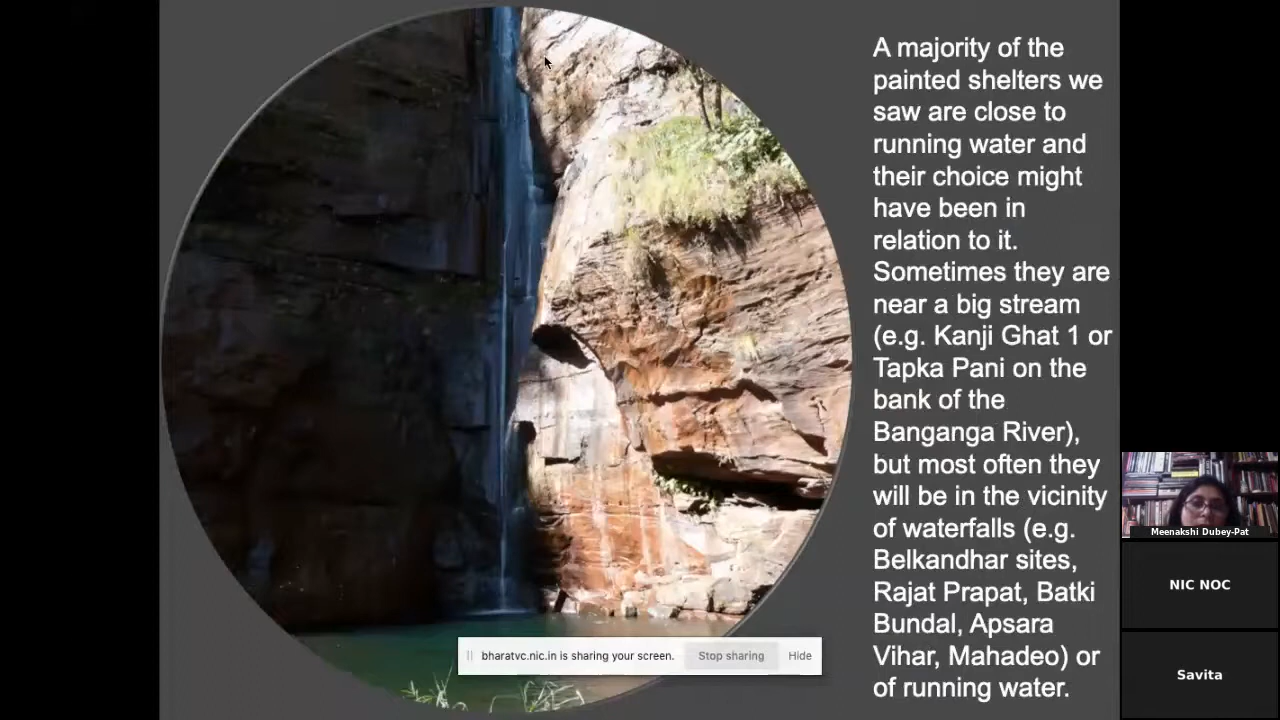 A majority of the
painted shelters we
saw are close to
running water and
their choice might
have been in
relation to it.
Sometimes they are
near a big stream
(e.g. Kanji Ghat 1 or
Tapka Pani on the
bank of the
Banganga River),
but most often they
will be in the vicinity
of waterfalls (e.g.
Belkandhar sites,
Rajat Prapat, Batki
Bundal, Apsara
Vihar, Mahadeo) or
of running water.
bharatvc.nic.in is sharing your screen. Stop sharing Hide
Meenakshi Dubey-Pat
NIC NOC
Savita